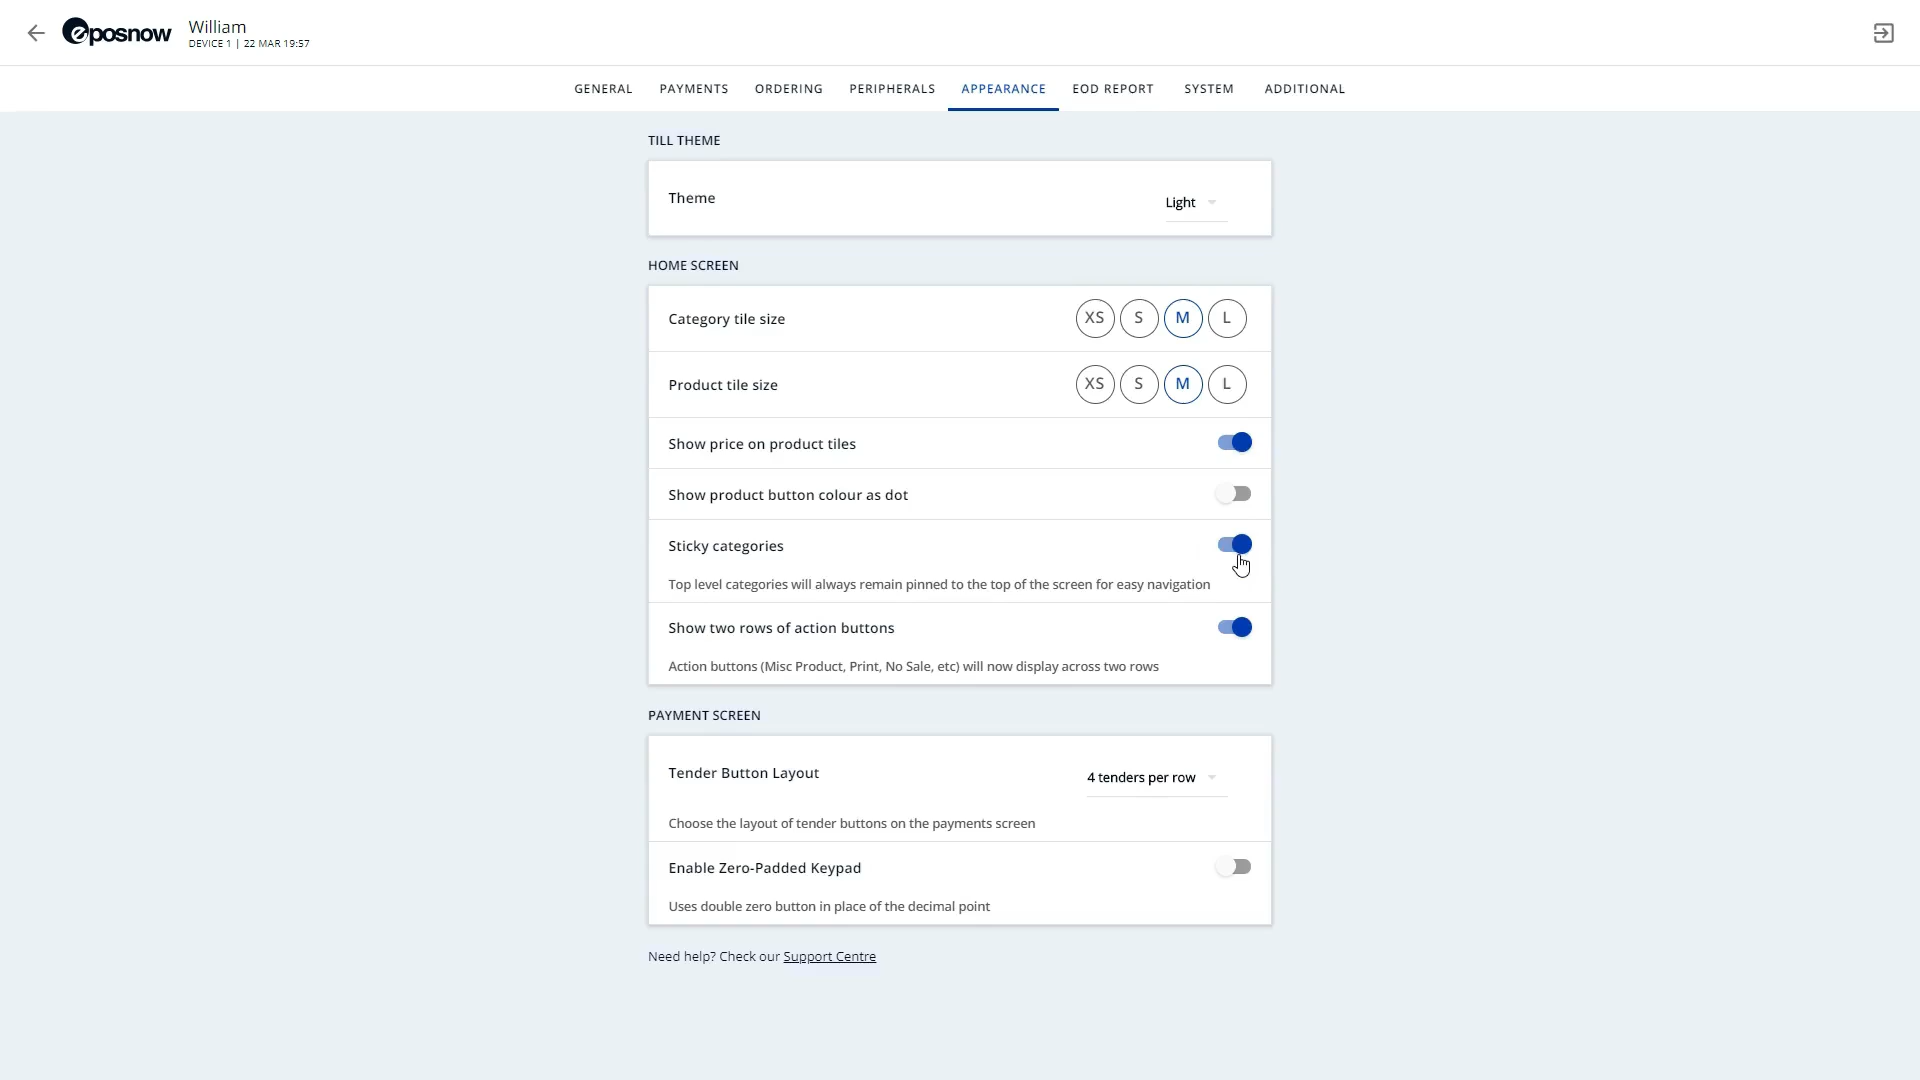 eposnow
William
DEVICE 1 | 22 MAR 19:57
GENERAL PAYMENTS ORDERING PERIPHERALS APPEARANCE EOD REPORT SYSTEM ADDITIONAL
TILL THEME
Theme Light
HOME SCREEN
Category tile size XS S M L
Product tile size XS S M L
Show price on product tiles
Show product button colour as dot
Sticky categories
Top level categories will always remain pinned to the top of the screen for easy navigation
Show two rows of action buttons
Action buttons (Misc Product, Print, No Sale, etc) will now display across two rows
PAYMENT SCREEN
Tender Button Layout 4 tenders per row
Choose the layout of tender buttons on the payments screen
Enable Zero-Padded Keypad
Uses double zero button in place of the decimal point
Need help? Check our Support Centre